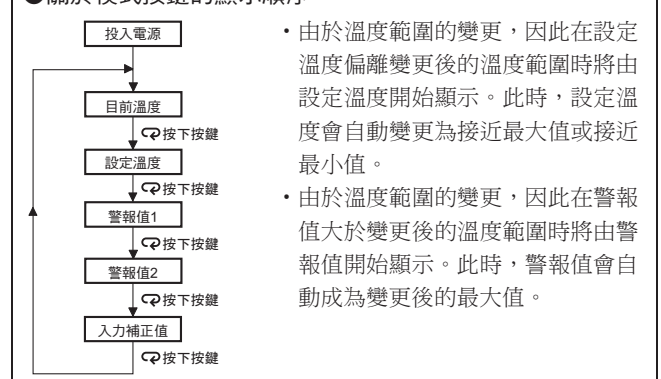 ●關於模式按鍵的顯示順序
投入電源
目前溫度
按下按鍵
設定溫度
按下按鍵
警報值1
按下按鍵
警報值2
按下按鍵
入力補正值
按下按鍵
・由於溫度範圍的變更，因此在設定
溫度偏離變更後的溫度範圍時將由
設定溫度開始顯示。此時，設定溫
度會自動變更為接近最大值或接近
最小值。
・由於溫度範圍的變更，因此在警報
值大於變更後的溫度範圍時將由警
報值開始顯示。此時，警報值會自
動成為變更後的最大值。